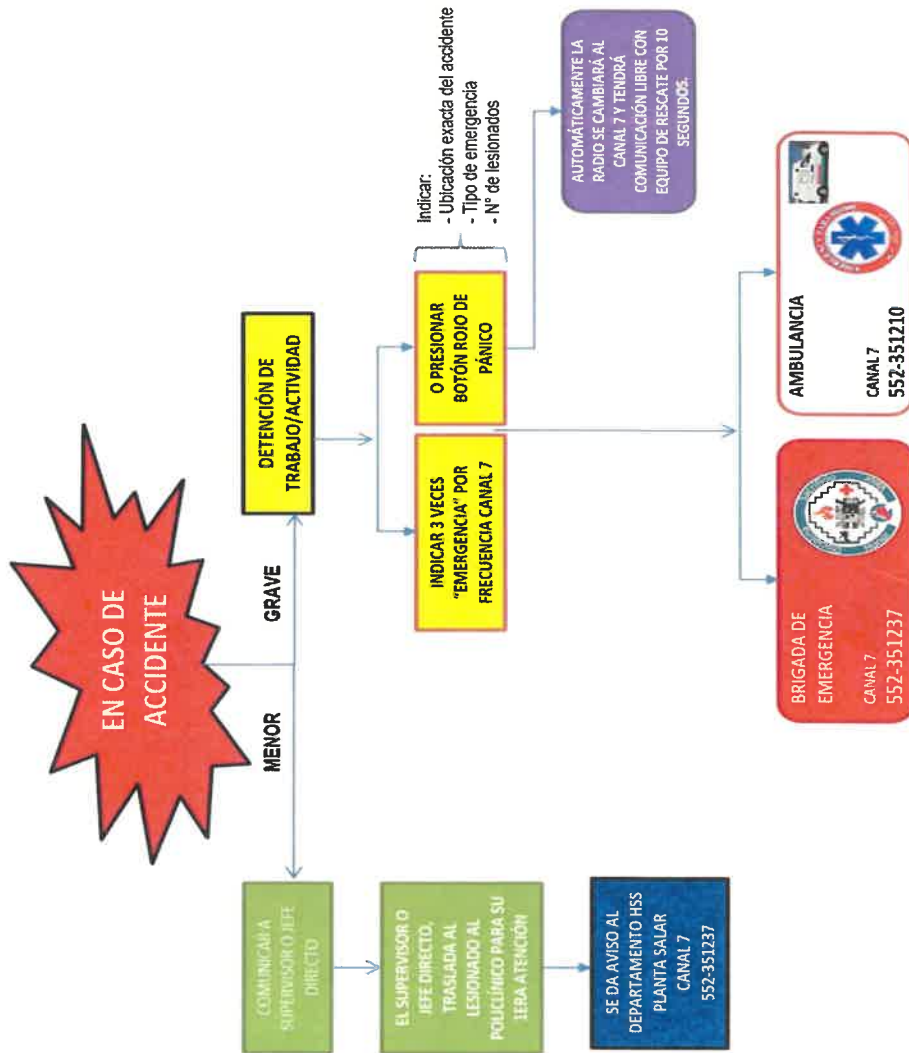 EN CASO DE
ACCIDENTE
MENOR
GRAVE
COMUNICAR A
SUPERVISOR O JEFE
DIRECTO
EL SUPERVISOR O
JEFE DIRECTO,
TRASLADA AL
LESIONADO AL
POLICLÍNICO PARA SU
1ERA ATENCIÓN
SE DA AVISO AL
DEPARTAMENTO HSS
PLANTA SALAR
CANAL 7
552-351237
DETENCIÓN DE
TRABAJO/ACTIVIDAD
INDICAR 3 VECES
"EMERGENCIA" POR
FRECUENCIA CANAL 7
O PRESIONAR
BOTÓN ROJO DE
PÁNICO
Indicar:
- Ubicación exacta del accidente
- Tipo de emergencia
- N° de lesionados
AUTOMÁTICAMENTE LA
RADIO SE CAMBIARÁ AL
CANAL 7 Y TENDRÁ
COMUNICACIÓN LIBRE CON
EQUIPO DE RESCATE POR 10
SEGUNDOS.
BRIGADA DE
EMERGENCIA
CANAL 7
552-351237
AMBULANCIA
CANAL 7
552-351210